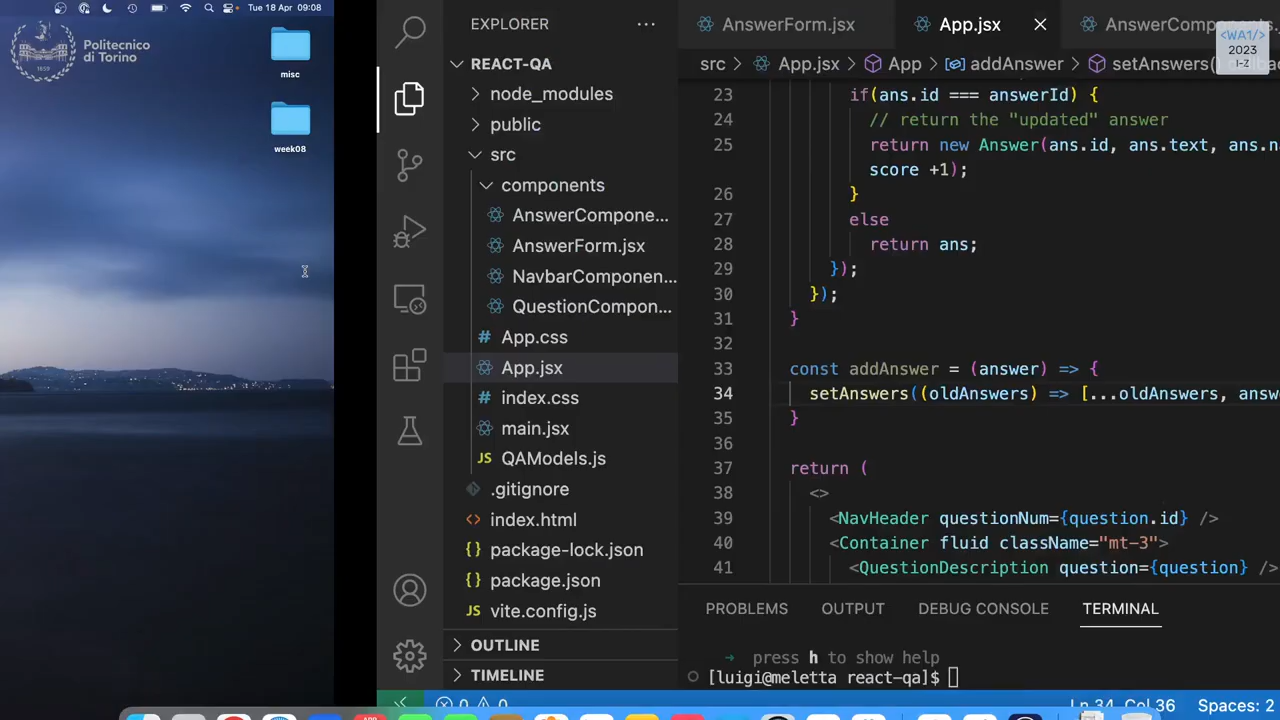 Tue 18 Apr 09:08
Politecnico
di Torino
misc
week08
EXPLORER
REACT-QA
node_modules
public
src
components
AnswerCompone...
AnswerForm.jsx
NavbarComponen...
QuestionCompon...
# App.css
App.jsx
# index.css
main.jsx
JS QAModels.js
.gitignore
<> index.html
{} package-lock.json
{} package.json
vite.config.js
OUTLINE
TIMELINE
AnswerForm.jsx
App.jsx
AnswerComponents.
<WA1/>
2023
I-Z
src > App.jsx > App > addAnswer > setAnswers()
23 if(ans.id === answerId) {
24 // return the "updated" answer
25 return new Answer(ans.id, ans.text, ans.
score +1);
26 }
27 else
28 return ans;
29 });
30 });
31 }
32
33 const addAnswer = (answer) => {
34 setAnswers((oldAnswers) => [...oldAnswers, answ
35 }
36
37 return (
38 <>
39 <NavHeader questionNum={question.id} />
40 <Container fluid className="mt-3">
41 <QuestionDescription question={question} />
PROBLEMS OUTPUT DEBUG CONSOLE TERMINAL
→ press h to show help
[luigi@meletta react-qa]$
0 0
Ln 34, Col 36 Spaces: 2